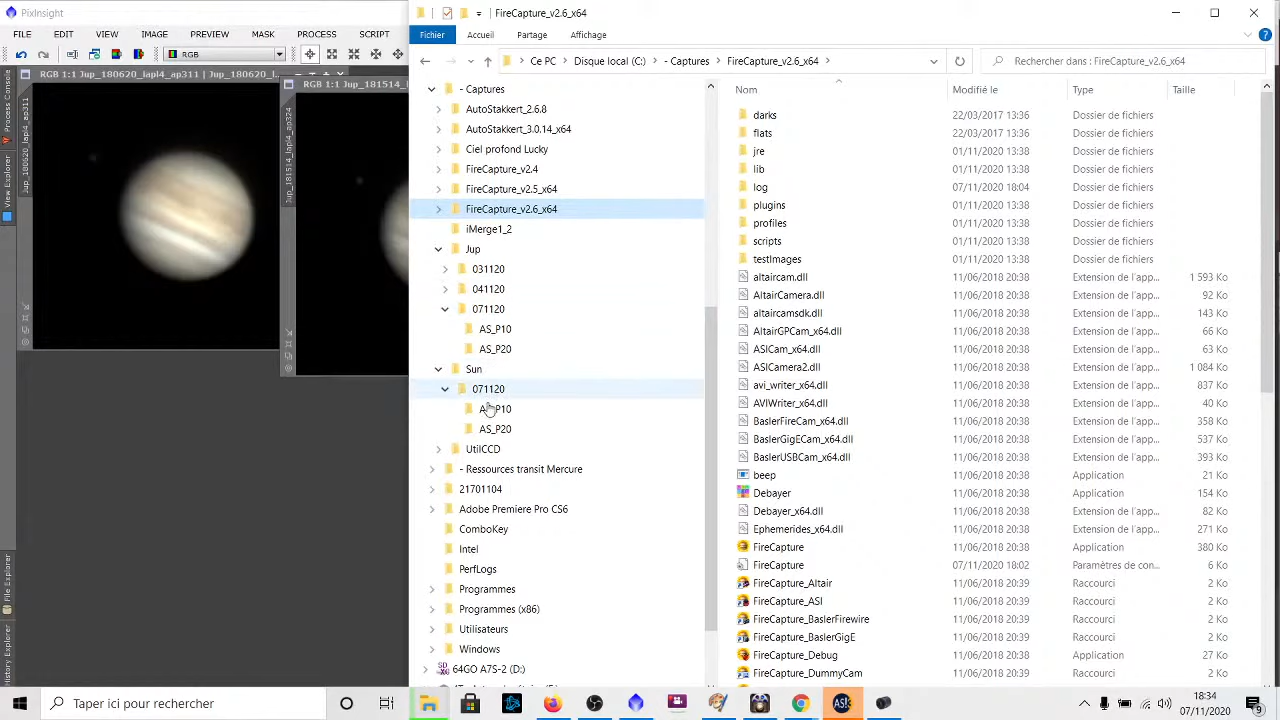 PixInsight
FILE EDIT VIEW IMAGE PREVIEW MASK PROCESS SCRIPT
RGB
RGB 1:1 Jup_180620_lapl4_ap311 | Jup_180620_l...
RGB 1:1 Jup_181514_l
Jup_180620_lapl4_ap311
Jup_181514_lapl4_ap324
Process Console
View Explorer
File Explorer
History Explorer
FireCapture_v2.6_x64
Fichier Accueil Partage Affichage
Ce PC > Disque local (C:) > - Captures > FireCapture_v2.6_x64 >
Rechercher dans : FireCapture_v2.6_x64
- Captures
AutoStakkert_2.6.8
AutoStakkert_3.0.14_x64
Ciel profond Lucky
FireCapture_v2.4
FireCapture_v2.5_x64
FireCapture_v2.6_x64
iMerge1_2
Jup
031120
041120
071120
AS_P10
AS_P20
Sun
071120
AS_P10
AS_P20
UtilCCD
- Ressources transit Mercure
21701104
Adobe Premiere Pro CS6
ComboKey
Intel
PerfLogs
Programmes
Programmes (x86)
Utilisateurs
Windows
64GO A7S-2 (D:)
Nom Modifié le Type Taille
darks 22/03/2017 13:36 Dossier de fichiers
flats 22/03/2017 13:36 Dossier de fichiers
jre 01/11/2020 13:38 Dossier de fichiers
lib 01/11/2020 13:38 Dossier de fichiers
log 07/11/2020 18:04 Dossier de fichiers
plugins 01/11/2020 13:38 Dossier de fichiers
profiles 01/11/2020 13:38 Dossier de fichiers
scripts 01/11/2020 13:38 Dossier de fichiers
testImages 01/11/2020 13:38 Dossier de fichiers
altaircam.dll 11/06/2018 20:38 Extension de l'app... 1 593 Ko
AltairCamera.dll 11/06/2018 20:38 Extension de l'app... 92 Ko
altaircamsdk.dll 11/06/2018 20:38 Extension de l'app... 143 Ko
AltairGPCam_x64.dll 11/06/2018 20:38 Extension de l'app... 66 Ko
ASICam_x64.dll 11/06/2018 20:38 Extension de l'app... 63 Ko
ASICamera2.dll 11/06/2018 20:38 Extension de l'app... 1 084 Ko
avi_writer_x64.dll 11/06/2018 20:38 Extension de l'app... 837 Ko
AVIWriter_x64.dll 11/06/2018 20:38 Extension de l'app... 40 Ko
BaslerFireCam_x64.dll 11/06/2018 20:38 Extension de l'app... 358 Ko
BaslerGigECam_x64.dll 11/06/2018 20:38 Extension de l'app... 537 Ko
BaslerUSBCam_x64.dll 11/06/2018 20:38 Extension de l'app... 393 Ko
beep 11/06/2018 20:38 Application 21 Ko
Debayer 11/06/2018 20:38 Application 154 Ko
Debayer_x64.dll 11/06/2018 20:38 Extension de l'app... 82 Ko
Ephemerides_x64.dll 11/06/2018 20:38 Extension de l'app... 271 Ko
FireCapture 11/06/2018 20:38 Application 380 Ko
FireCapture 07/11/2020 18:02 Paramètres de con... 6 Ko
FireCapture_Altair 11/06/2018 20:39 Raccourci 2 Ko
FireCapture_ASI 11/06/2018 20:39 Raccourci 2 Ko
FireCapture_BaslerFirewire 11/06/2018 20:39 Raccourci 2 Ko
FireCapture_BaslerGigE 11/06/2018 20:39 Raccourci 2 Ko
FireCapture_Debug 11/06/2018 20:38 Application 27 Ko
FireCapture_DummyCam 11/06/2018 20:39 Raccourci 2 Ko
Taper ici pour rechercher
18:34
07/11/2020